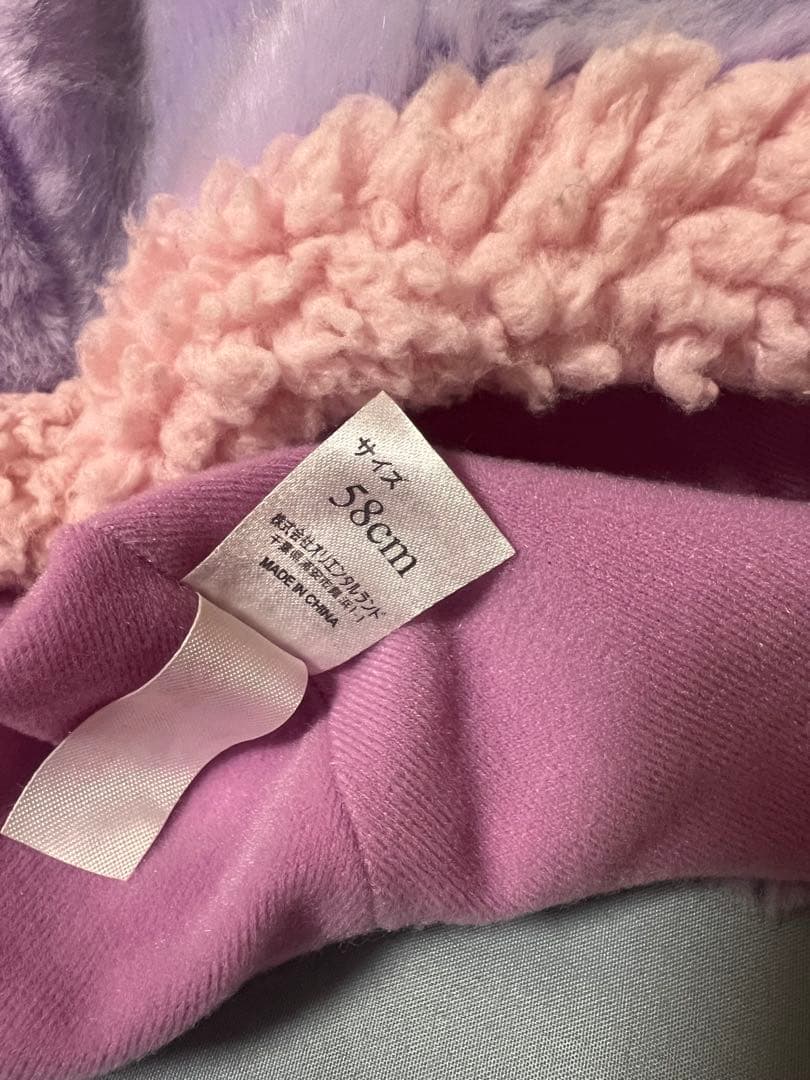 サイズ
58cm
株式会社オリエンタルランド
千葉県浦安市舞浜1-1
MADE IN CHINA